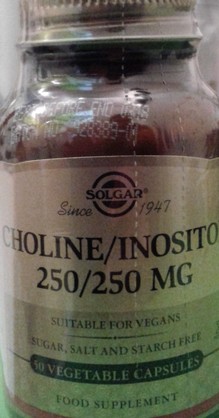 SOLGAR®
Since 1947
CHOLINE/INOSITO
250/250 MG
SUITABLE FOR VEGANS
SUGAR, SALT AND STARCH FREE
50 VEGETABLE CAPSULES
FOOD SUPPLEMENT